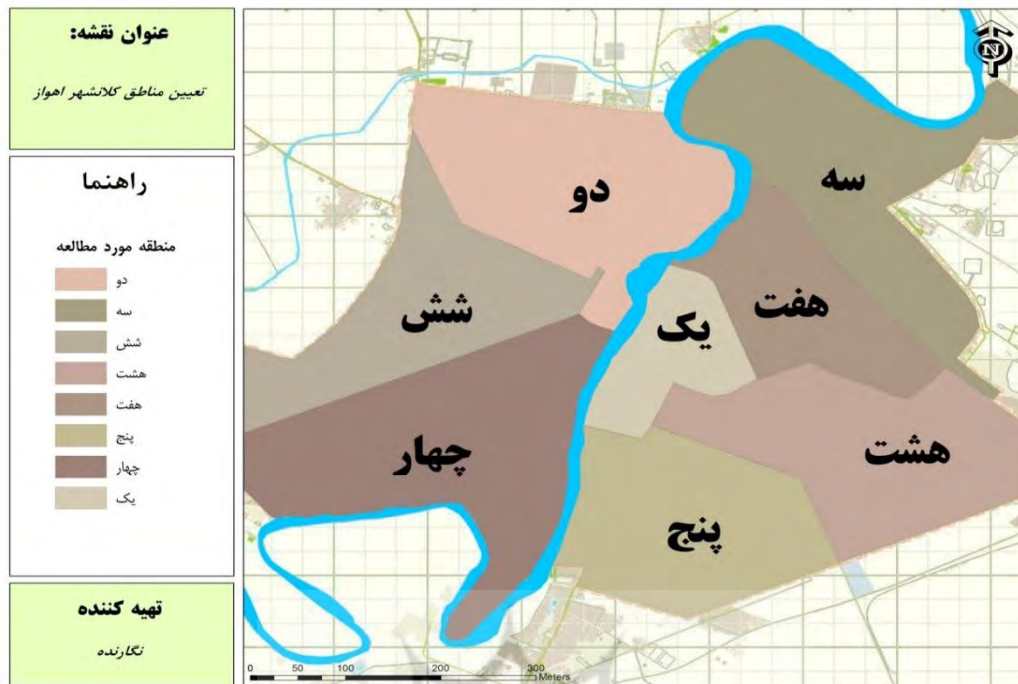 عنوان نقشه:
تعیین مناطق کلانشهر اهواز
راهنما
منطقه مورد مطالعه
دو
سه
شش
هشت
هفت
پنج
چهار
یک
تهیه کننده
نگارنده
N
سه
دو
هفت
شش
یک
چهار
هشت
پنج
0 50 100 200 300
Meters